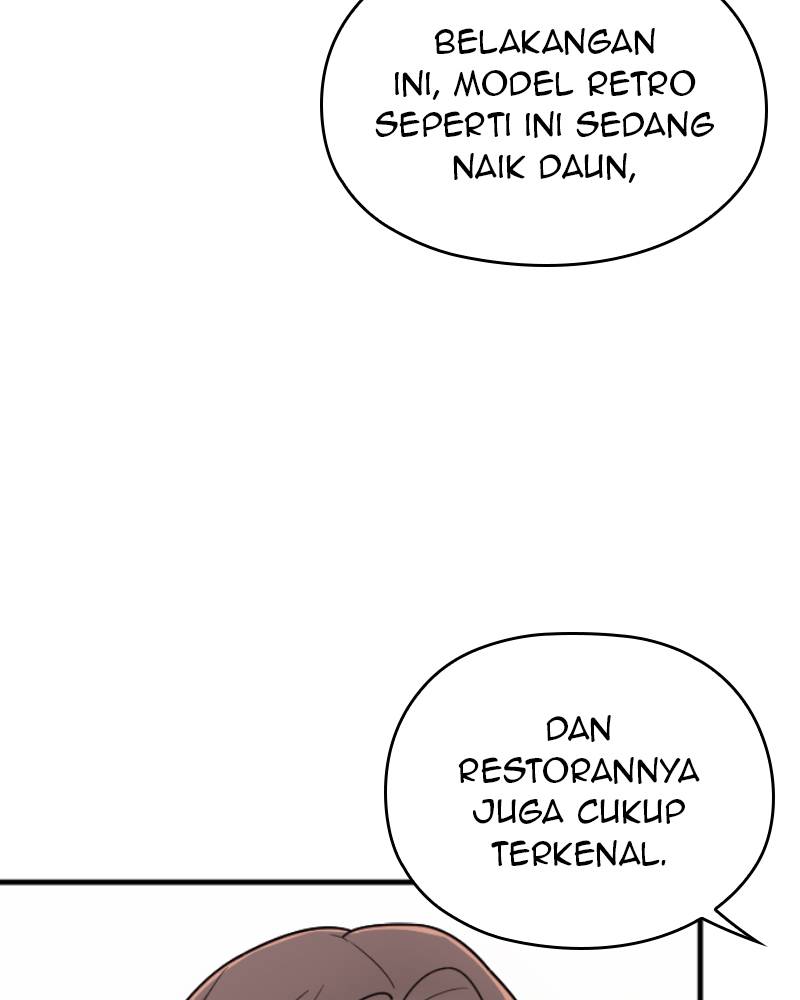 BELAKANGAN
INI, MODEL RETRO
SEPERTI INI SEDANG
NAIK DAUN,
DAN
RESTORANNYA
JUGA CUKUP
TERKENAL.